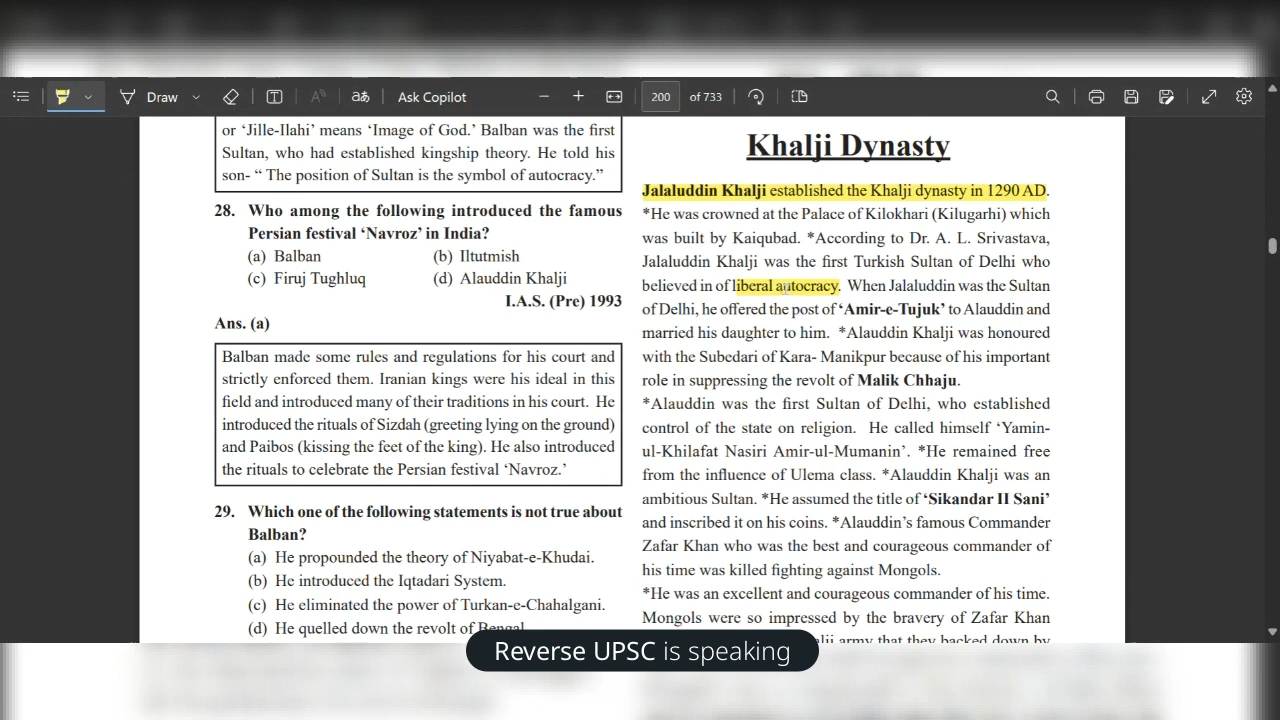 Draw
Ask Copilot
200 of 733
or ‘Jille-Ilahi’ means ‘Image of God.’ Balban was the first
Sultan, who had established kingship theory. He told his
son- “ The position of Sultan is the symbol of autocracy.”
28. Who among the following introduced the famous
Persian festival ‘Navroz’ in India?
(a) Balban (b) Iltutmish
(c) Firuj Tughluq (d) Alauddin Khalji
I.A.S. (Pre) 1993
Ans. (a)
Balban made some rules and regulations for his court and
strictly enforced them. Iranian kings were his ideal in this
field and introduced many of their traditions in his court. He
introduced the rituals of Sizdah (greeting lying on the ground)
and Paibos (kissing the feet of the king). He also introduced
the rituals to celebrate the Persian festival ‘Navroz.’
29. Which one of the following statements is not true about
Balban?
(a) He propounded the theory of Niyabat-e-Khudai.
(b) He introduced the Iqtadari System.
(c) He eliminated the power of Turkan-e-Chahalgani.
(d) He quelled down the revolt of Bengal.
Khalji Dynasty
Jalaluddin Khalji established the Khalji dynasty in 1290 AD.
*He was crowned at the Palace of Kilokhari (Kilugarhi) which
was built by Kaiqubad. *According to Dr. A. L. Srivastava,
Jalaluddin Khalji was the first Turkish Sultan of Delhi who
believed in of liberal autocracy. When Jalaluddin was the Sultan
of Delhi, he offered the post of ‘Amir-e-Tujuk’ to Alauddin and
married his daughter to him. *Alauddin Khalji was honoured
with the Subedari of Kara- Manikpur because of his important
role in suppressing the revolt of Malik Chhaju.
*Alauddin was the first Sultan of Delhi, who established
control of the state on religion. He called himself ‘Yamin-
ul-Khilafat Nasiri Amir-ul-Mumanin’. *He remained free
from the influence of Ulema class. *Alauddin Khalji was an
ambitious Sultan. *He assumed the title of ‘Sikandar II Sani’
and inscribed it on his coins. *Alauddin’s famous Commander
Zafar Khan who was the best and courageous commander of
his time was killed fighting against Mongols.
*He was an excellent and courageous commander of his time.
Mongols were so impressed by the bravery of Zafar Khan
army that they backed down by
Reverse UPSC is speaking